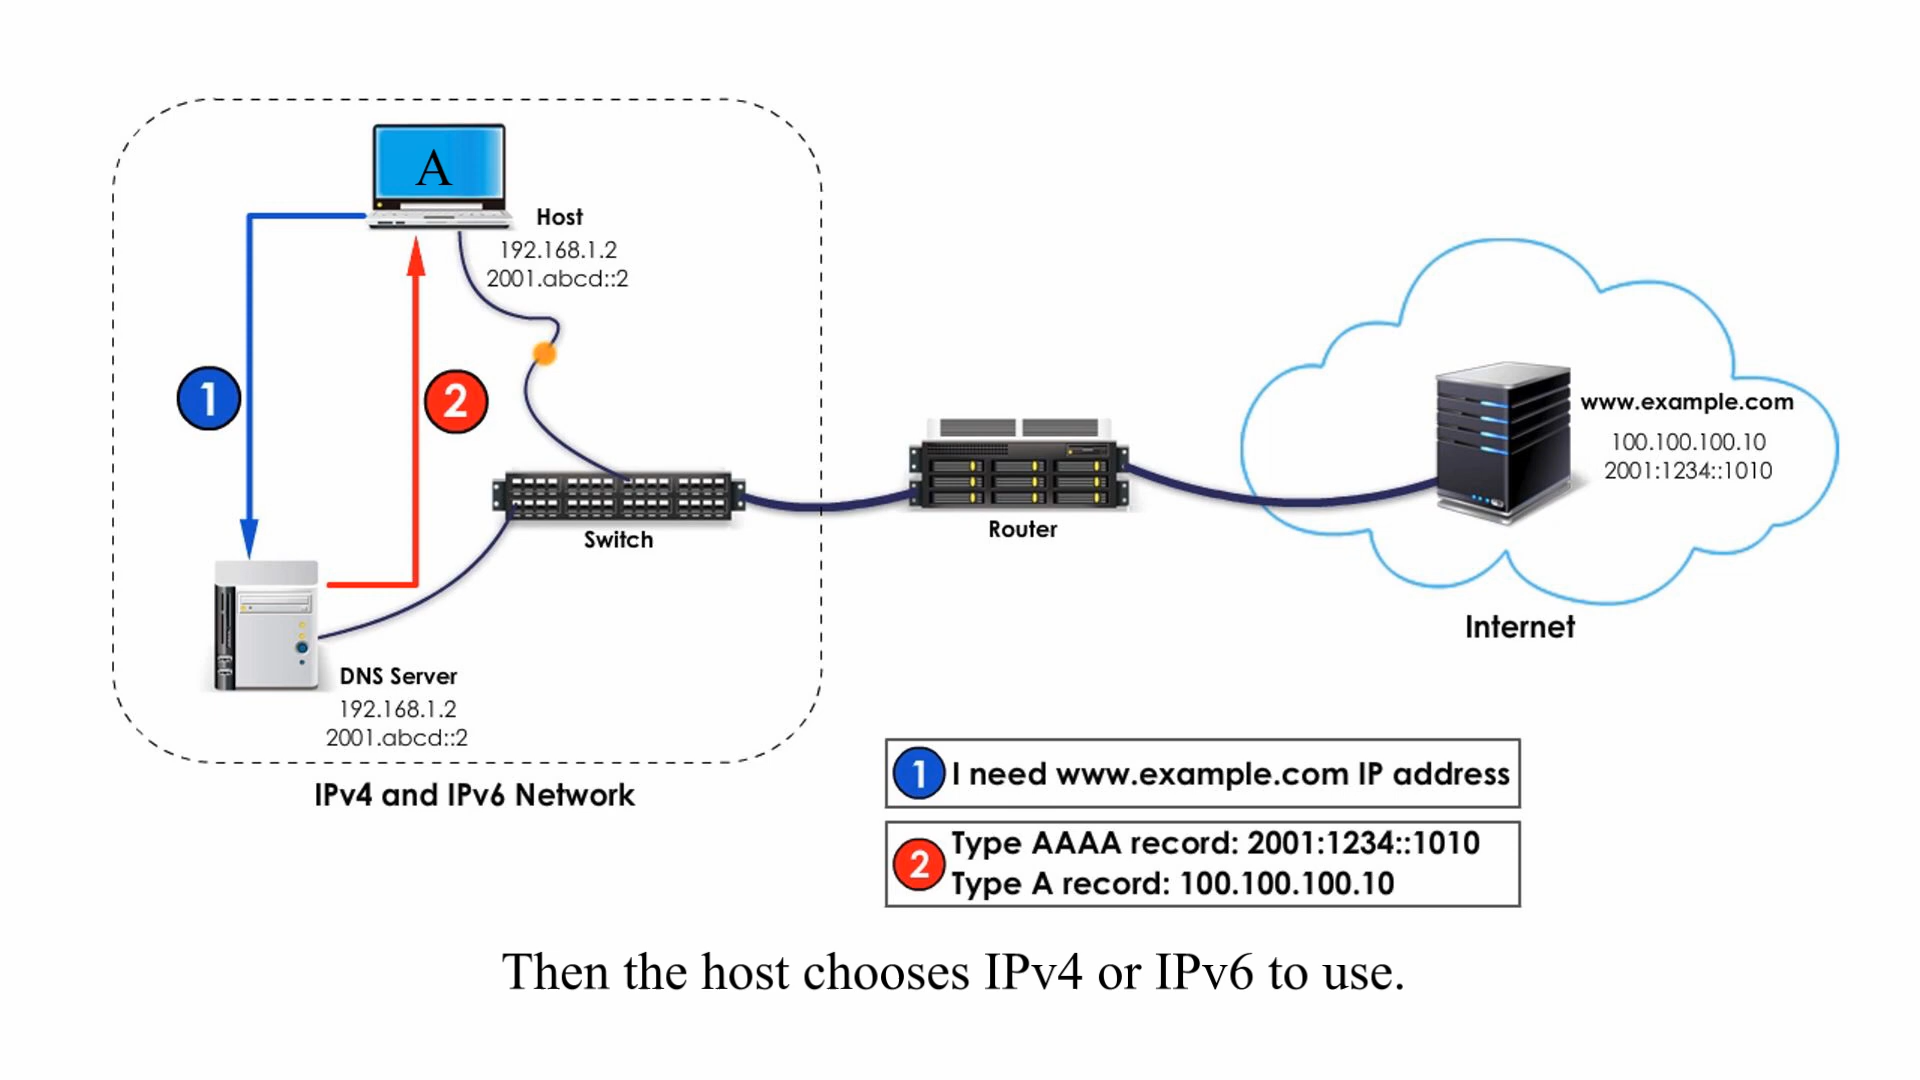 A
Host
192.168.1.2
2001.abcd::2
1
2
Switch
DNS Server
192.168.1.2
2001.abcd::2
IPv4 and IPv6 Network
Router
www.example.com
100.100.100.10
2001:1234::1010
Internet
1 I need www.example.com IP address
2 Type AAAA record: 2001:1234::1010
Type A record: 100.100.100.10
Then the host chooses IPv4 or IPv6 to use.